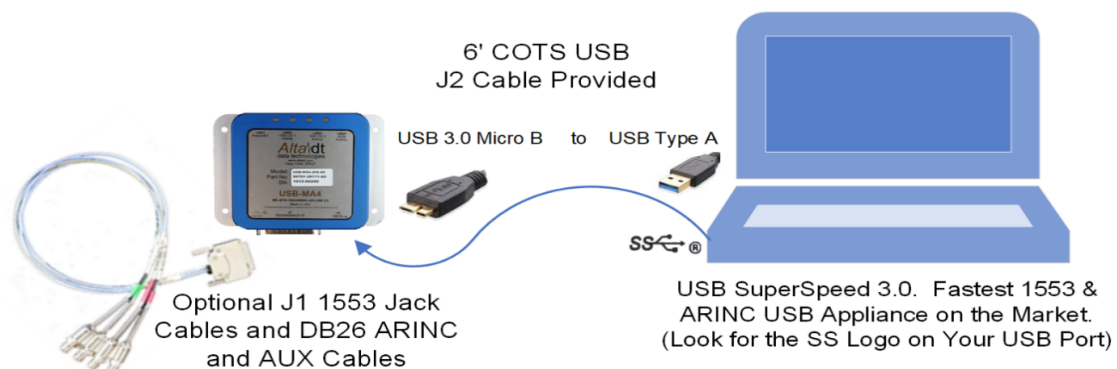 6' COTS USB
J2 Cable Provided
USB 3.0 Micro B to USB Type A
Alta dt
data technologies
USB-MA4
SS®
Optional J1 1553 Jack
Cables and DB26 ARINC
and AUX Cables
USB SuperSpeed 3.0. Fastest 1553 &
ARINC USB Appliance on the Market.
(Look for the SS Logo on Your USB Port)